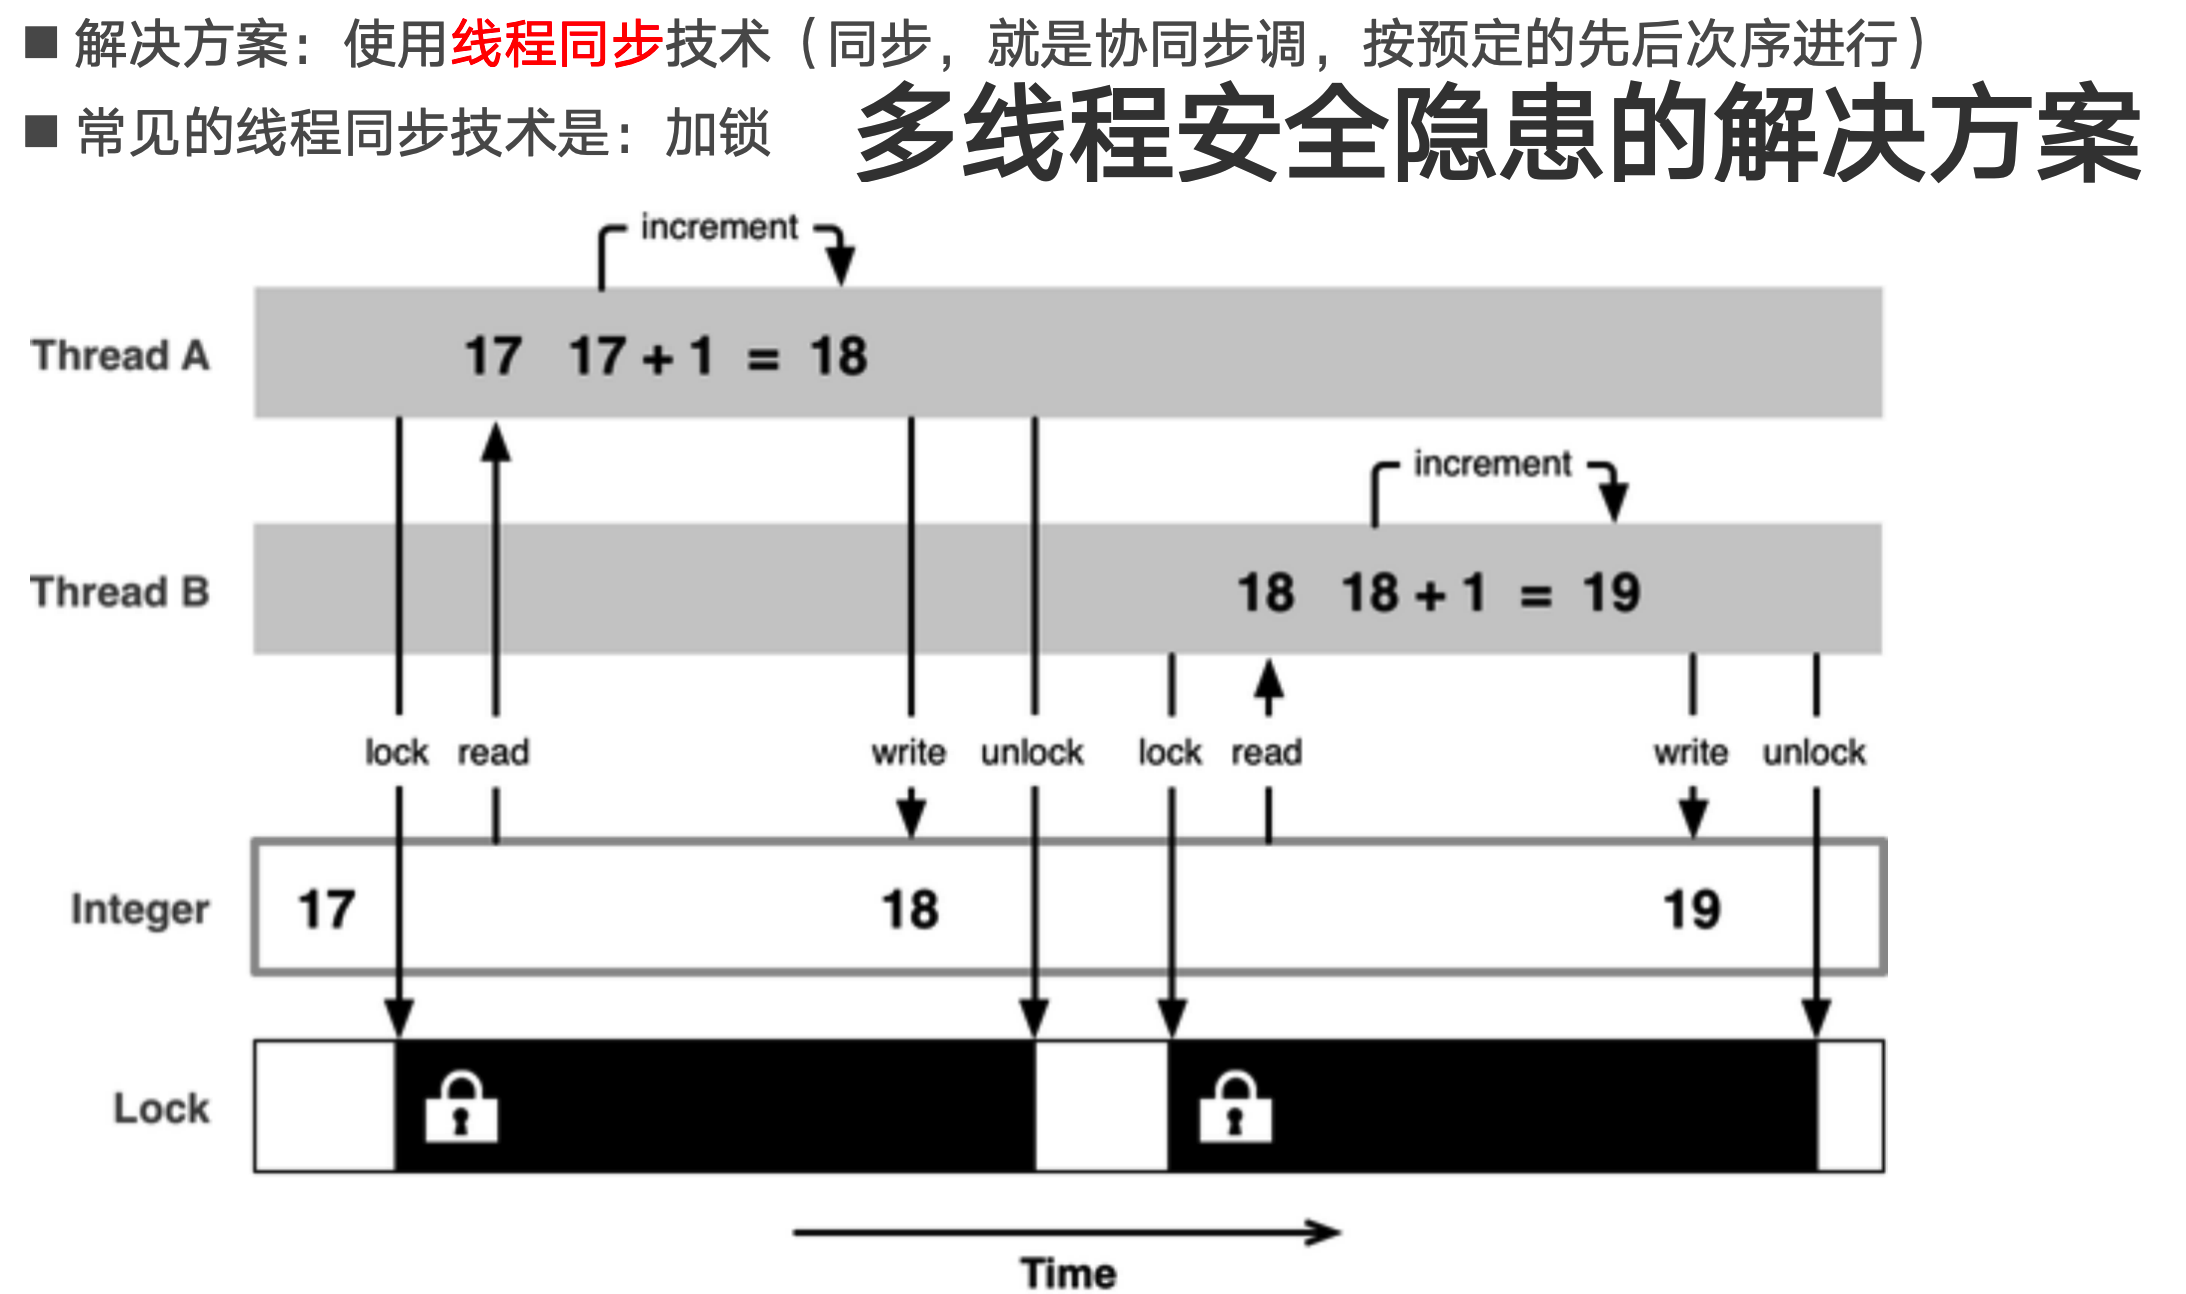 ■ 解决方案：使用线程同步技术（同步，就是协同步调，按预定的先后次序进行）
■ 常见的线程同步技术是：加锁
多线程安全隐患的解决方案
increment
Thread A 17 17 + 1 = 18
increment
Thread B 18 18 + 1 = 19
lock read write unlock lock read write unlock
Integer 17 18 19
Lock
Time